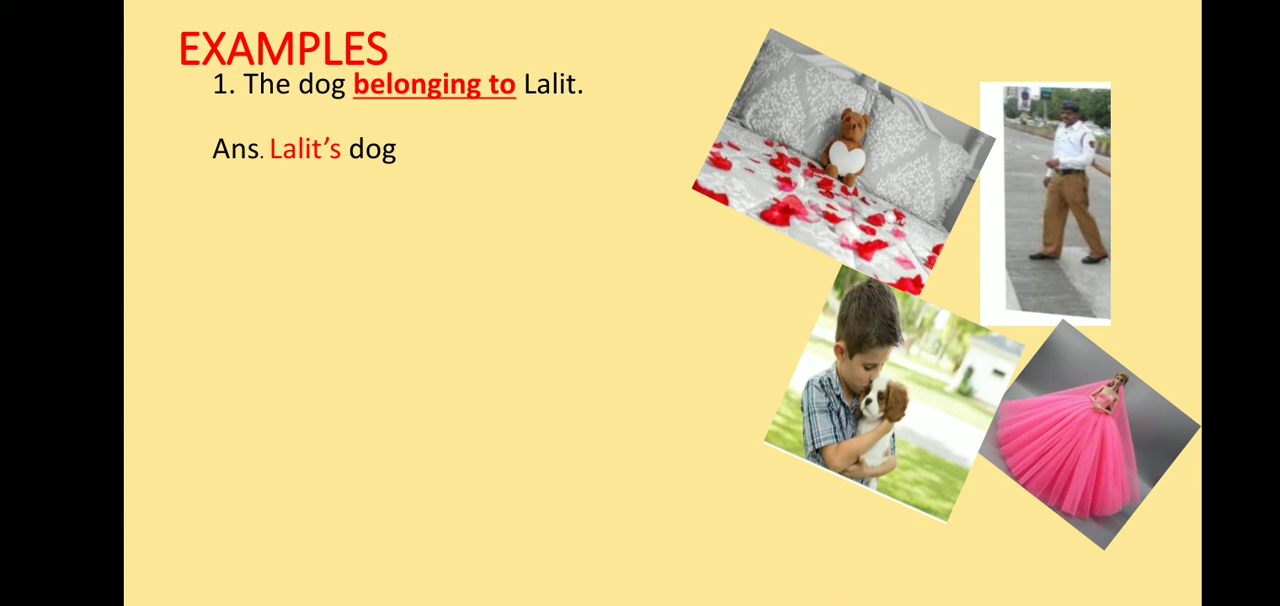 EXAMPLES
1. The dog belonging to Lalit.
Ans. Lalit’s dog